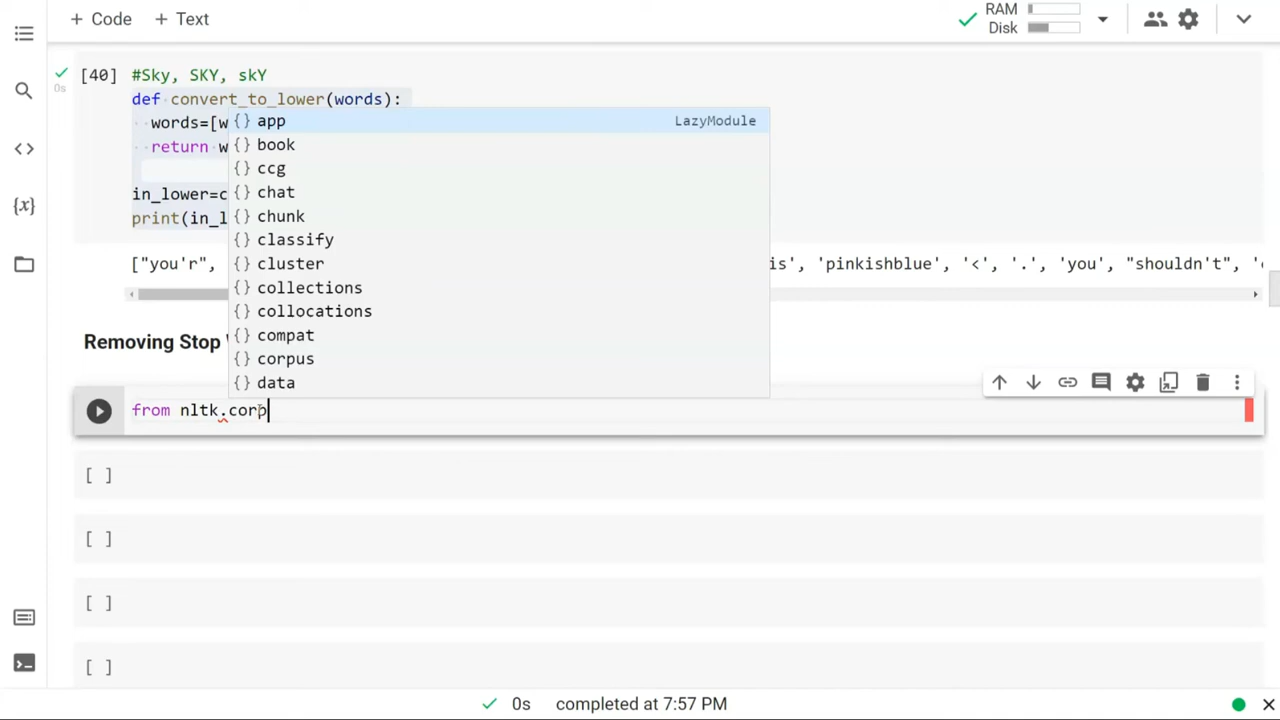 + Code + Text
RAM
Disk
[40] #Sky, SKY, skY
0s
def convert_to_lower(words):
words=[w
return w
in_lower=c
print(in_l
{} app LazyModule
{} book
{} ccg
{} chat
{} chunk
{} classify
{} cluster
{} collections
{} collocations
{} compat
{} corpus
{} data
["you'r", is', 'pinkishblue', '<', '.', 'you', "shouldn't",
Removing Stop
from nltk.corp
[ ]
[ ]
[ ]
[ ]
0s completed at 7:57 PM